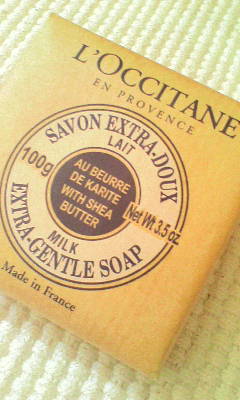 L'OCCITANE
EN PROVENCE
SAVON EXTRA-DOUX
LAIT
100g
AU BEURRE
DE KARITE
WITH SHEA
BUTTER
Net Wt. 3.5 oz.
MILK
EXTRA-GENTLE SOAP
Made in France